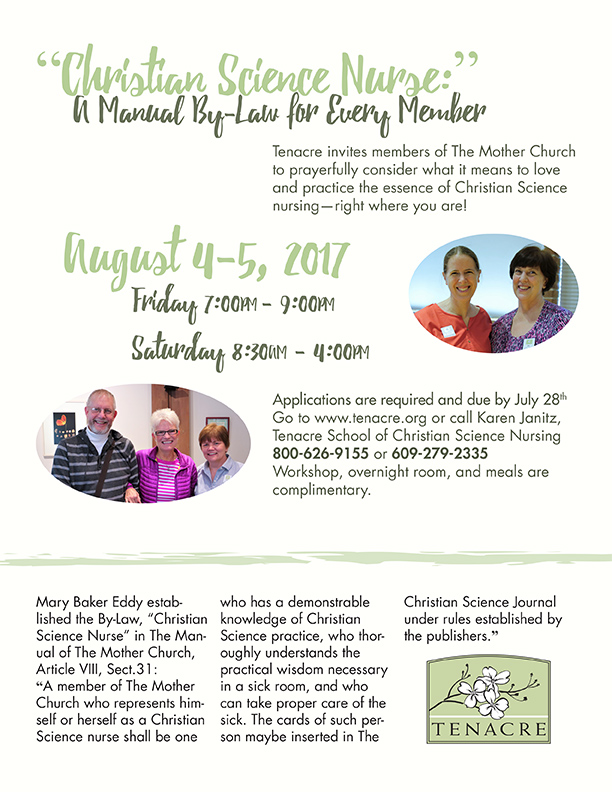 “Christian Science Nurse:”
A Manual By-Law for Every Member
Tenacre invites members of The Mother Church
to prayerfully consider what it means to love
and practice the essence of Christian Science
nursing—right where you are!
August 4-5, 2017
Friday 7:00PM - 9:00PM
Saturday 8:30AM - 4:00PM
Applications are required and due by July 28th
Go to www.tenacre.org or call Karen Janitz,
Tenacre School of Christian Science Nursing
800-626-9155 or 609-279-2335
Workshop, overnight room, and meals are
complimentary.
Mary Baker Eddy estab-
lished the By-Law, “Christian
Science Nurse” in The Man-
ual of The Mother Church,
Article VIII, Sect.31:
“A member of The Mother
Church who represents him-
self or herself as a Christian
Science nurse shall be one
who has a demonstrable
knowledge of Christian
Science practice, who thor-
oughly understands the
practical wisdom necessary
in a sick room, and who
can take proper care of the
sick. The cards of such per-
son maybe inserted in The
Christian Science Journal
under rules established by
the publishers.”
TENACRE